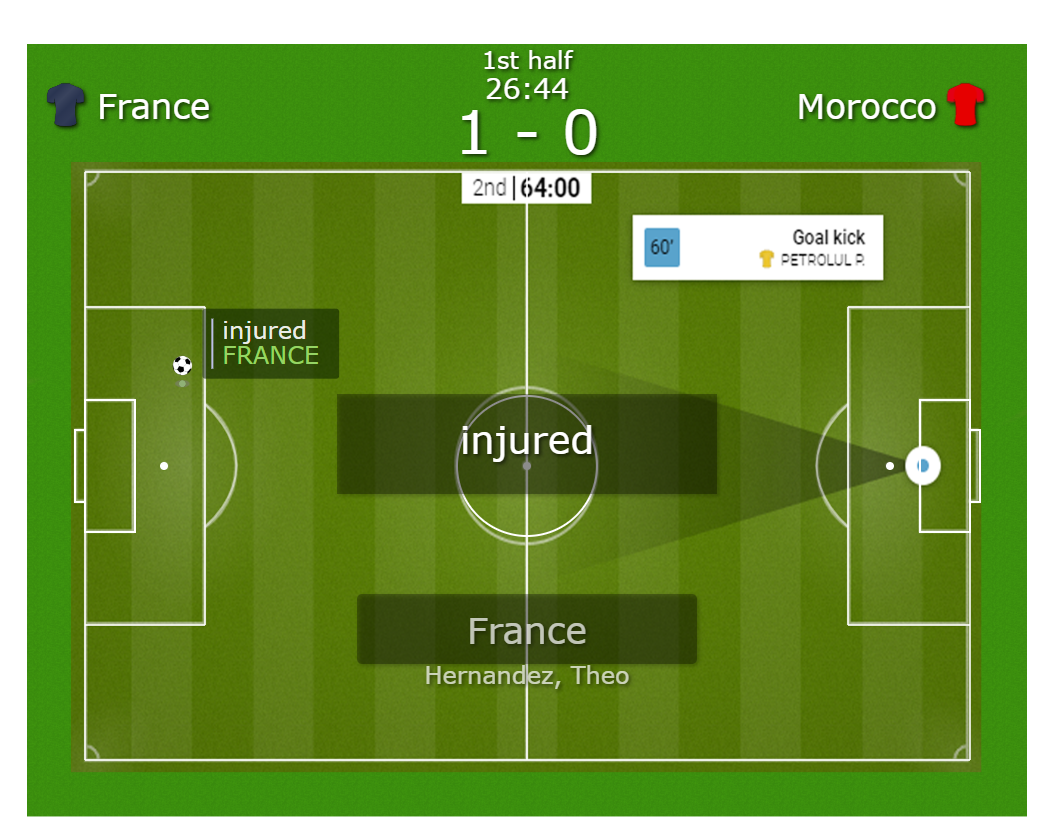 1st half
26:44
France
1 - 0
Morocco
2nd 64:00
60'
Goal kick
PETROLUL P.
injured
FRANCE
injured
France
Hernandez, Theo